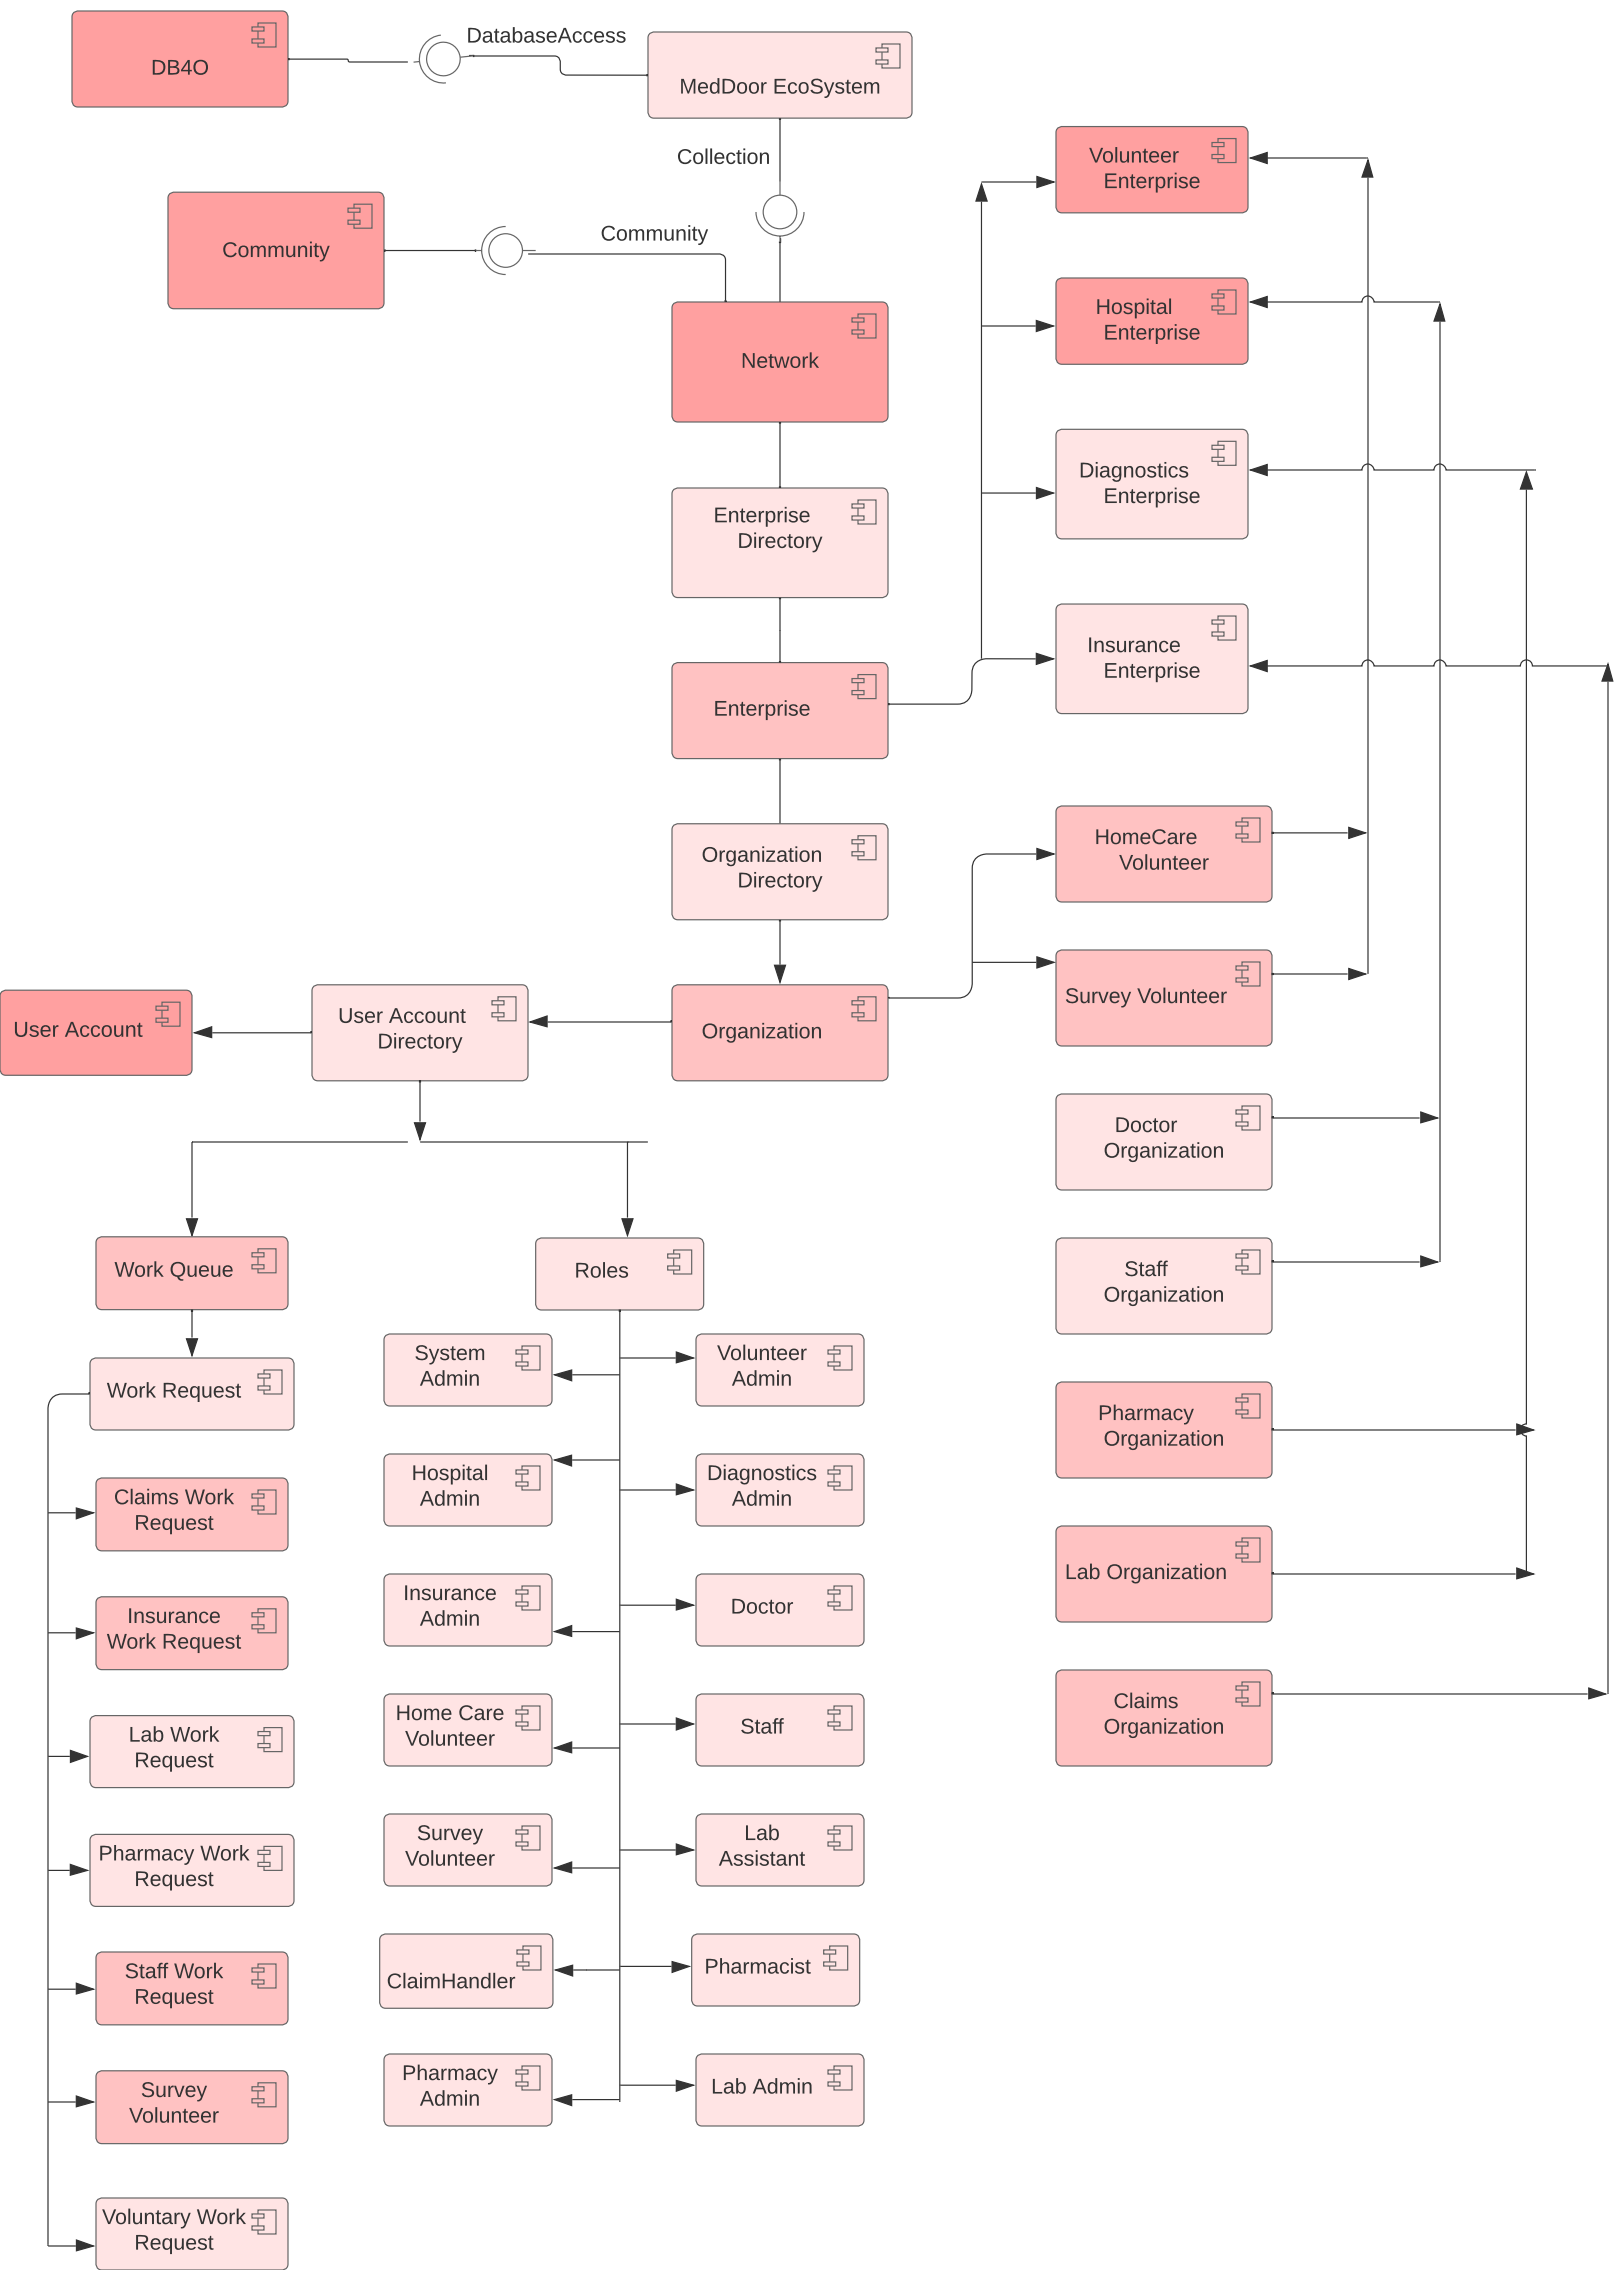 DB4O
DatabaseAccess
MedDoor EcoSystem
Collection
Community
Community
Network
Enterprise
Directory
Enterprise
Organization
Directory
Organization
User Account
Directory
User Account
Volunteer
Enterprise
Hospital
Enterprise
Diagnostics
Enterprise
Insurance
Enterprise
HomeCare
Volunteer
Survey Volunteer
Doctor
Organization
Staff
Organization
Pharmacy
Organization
Lab Organization
Claims
Organization
Work Queue
Work Request
Claims Work
Request
Insurance
Work Request
Lab Work
Request
Pharmacy Work
Request
Staff Work
Request
Survey
Volunteer
Voluntary Work
Request
Roles
System
Admin
Volunteer
Admin
Hospital
Admin
Diagnostics
Admin
Insurance
Admin
Doctor
Home Care
Volunteer
Staff
Survey
Volunteer
Lab
Assistant
ClaimHandler
Pharmacist
Pharmacy
Admin
Lab Admin